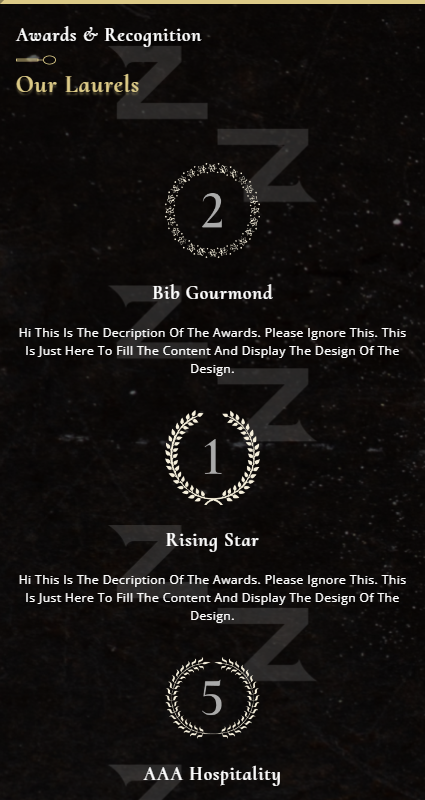 Awards & Recognition
Our Laurels
2
Bib Gourmond
Hi This Is The Decription Of The Awards. Please Ignore This. This
Is Just Here To Fill The Content And Display The Design Of The
Design.
1
Rising Star
Hi This Is The Decription Of The Awards. Please Ignore This. This
Is Just Here To Fill The Content And Display The Design Of The
Design.
5
AAA Hospitality